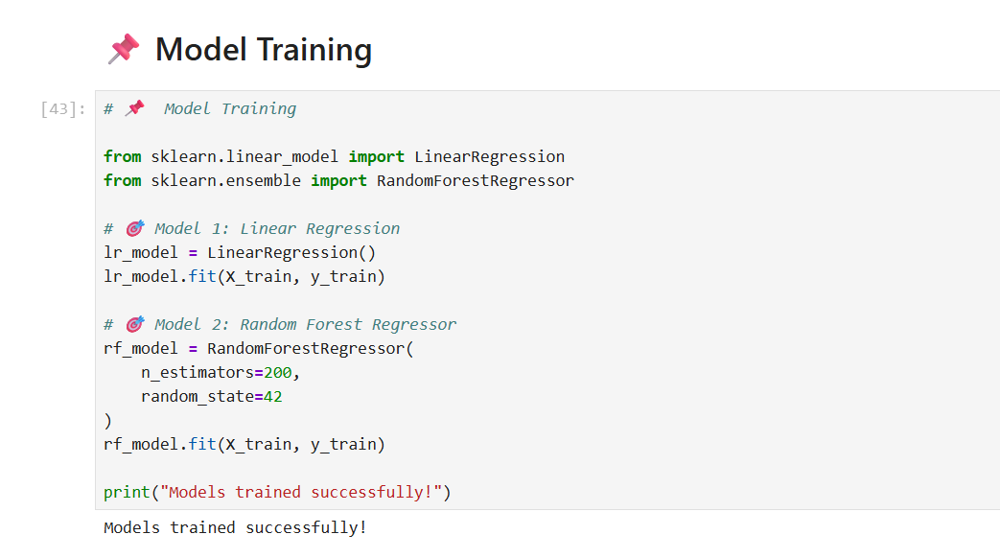 📌 Model Training
[43]: # 📌 Model Training
from sklearn.linear_model import LinearRegression
from sklearn.ensemble import RandomForestRegressor
# 🎯 Model 1: Linear Regression
lr_model = LinearRegression()
lr_model.fit(X_train, y_train)
# 🎯 Model 2: Random Forest Regressor
rf_model = RandomForestRegressor(
    n_estimators=200,
    random_state=42
)
rf_model.fit(X_train, y_train)
print("Models trained successfully!")
Models trained successfully!